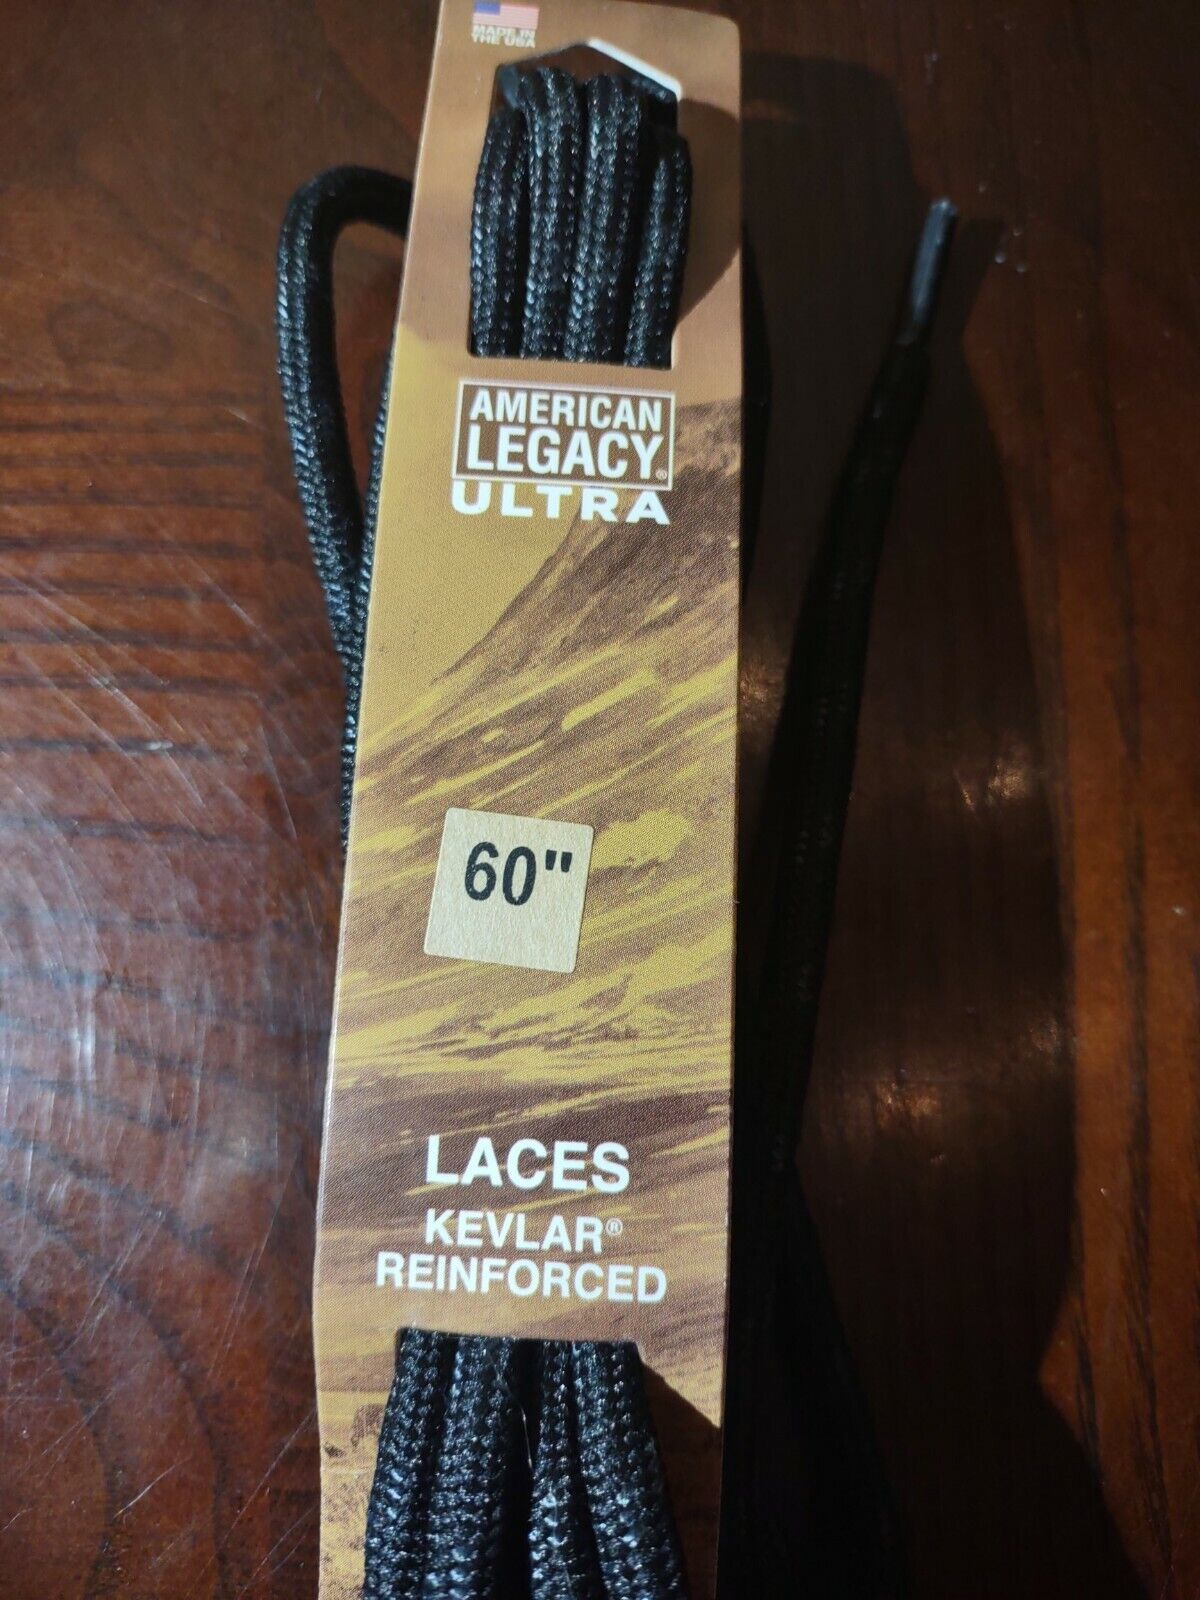 MADE IN
THE USA
AMERICAN
LEGACY®
ULTRA
60"
LACES
KEVLAR®
REINFORCED